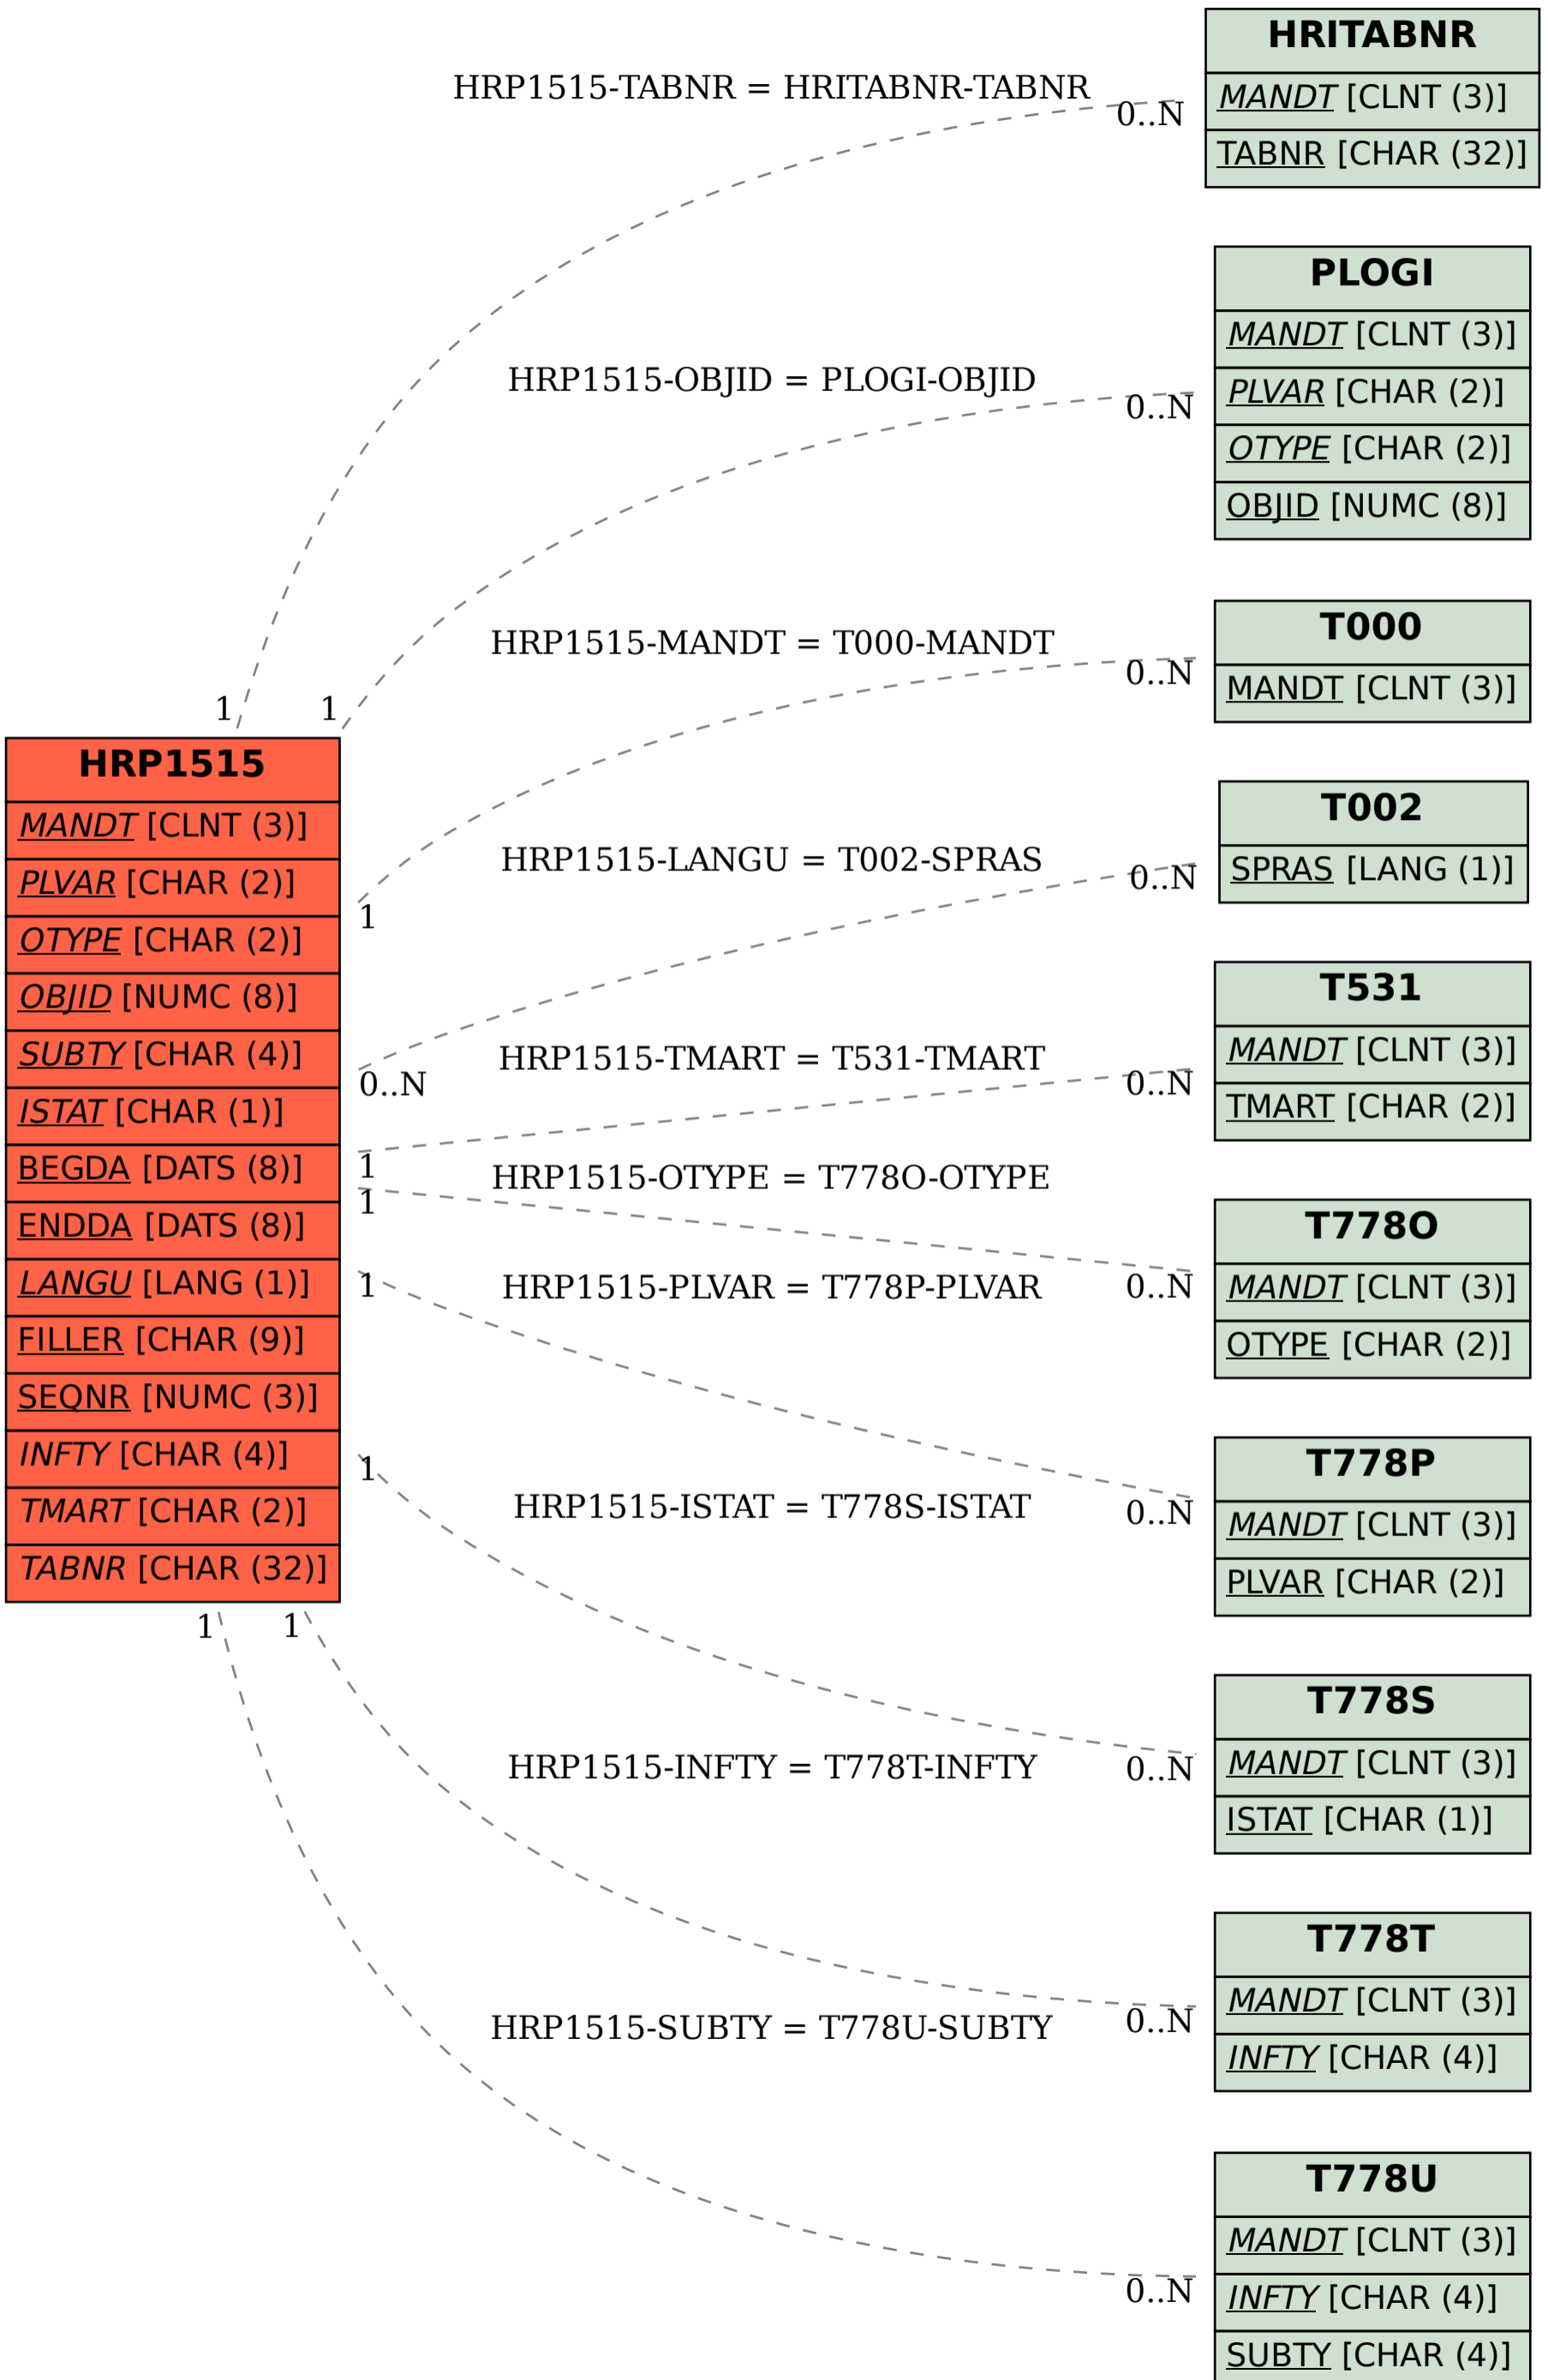 HRITABNR
MANDT [CLNT (3)]
TABNR [CHAR (32)]
HRP1515-TABNR = HRITABNR-TABNR
0..N
1
PLOGI
MANDT [CLNT (3)]
PLVAR [CHAR (2)]
OTYPE [CHAR (2)]
OBJID [NUMC (8)]
HRP1515-OBJID = PLOGI-OBJID
0..N
1
T000
MANDT [CLNT (3)]
HRP1515-MANDT = T000-MANDT
0..N
1
HRP1515
MANDT [CLNT (3)]
PLVAR [CHAR (2)]
OTYPE [CHAR (2)]
OBJID [NUMC (8)]
SUBTY [CHAR (4)]
ISTAT [CHAR (1)]
BEGDA [DATS (8)]
ENDDA [DATS (8)]
LANGU [LANG (1)]
FILLER [CHAR (9)]
SEQNR [NUMC (3)]
INFTY [CHAR (4)]
TMART [CHAR (2)]
TABNR [CHAR (32)]
T002
SPRAS [LANG (1)]
HRP1515-LANGU = T002-SPRAS
0..N
0..N
T531
MANDT [CLNT (3)]
TMART [CHAR (2)]
HRP1515-TMART = T531-TMART
0..N
1
T778O
MANDT [CLNT (3)]
OTYPE [CHAR (2)]
HRP1515-OTYPE = T778O-OTYPE
0..N
1
T778P
MANDT [CLNT (3)]
PLVAR [CHAR (2)]
HRP1515-PLVAR = T778P-PLVAR
0..N
1
T778S
MANDT [CLNT (3)]
ISTAT [CHAR (1)]
HRP1515-ISTAT = T778S-ISTAT
0..N
1
T778T
MANDT [CLNT (3)]
INFTY [CHAR (4)]
HRP1515-INFTY = T778T-INFTY
0..N
1
T778U
MANDT [CLNT (3)]
INFTY [CHAR (4)]
SUBTY [CHAR (4)]
HRP1515-SUBTY = T778U-SUBTY
0..N
1